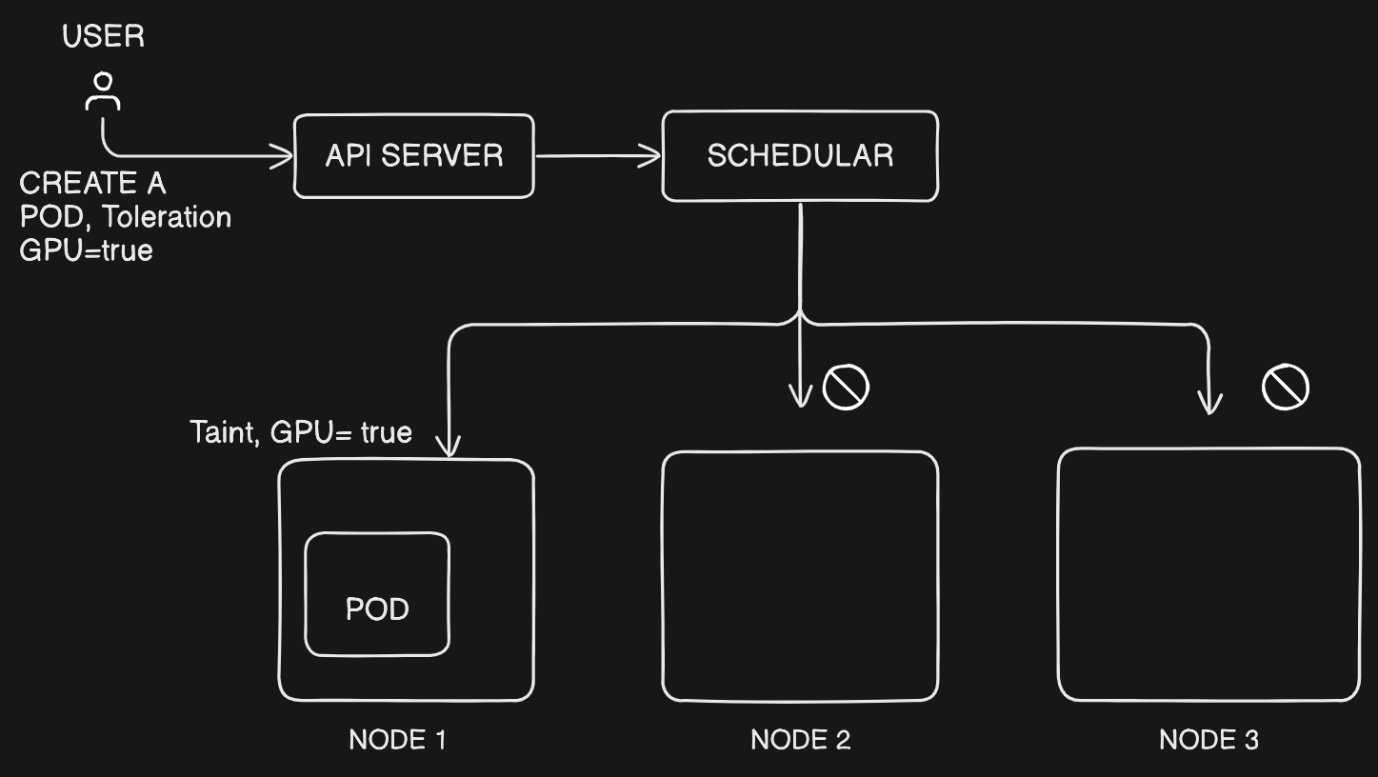 USER
API SERVER
SCHEDULAR
CREATE A
POD, Toleration
GPU=true
Taint, GPU= true
POD
NODE 1
NODE 2
NODE 3